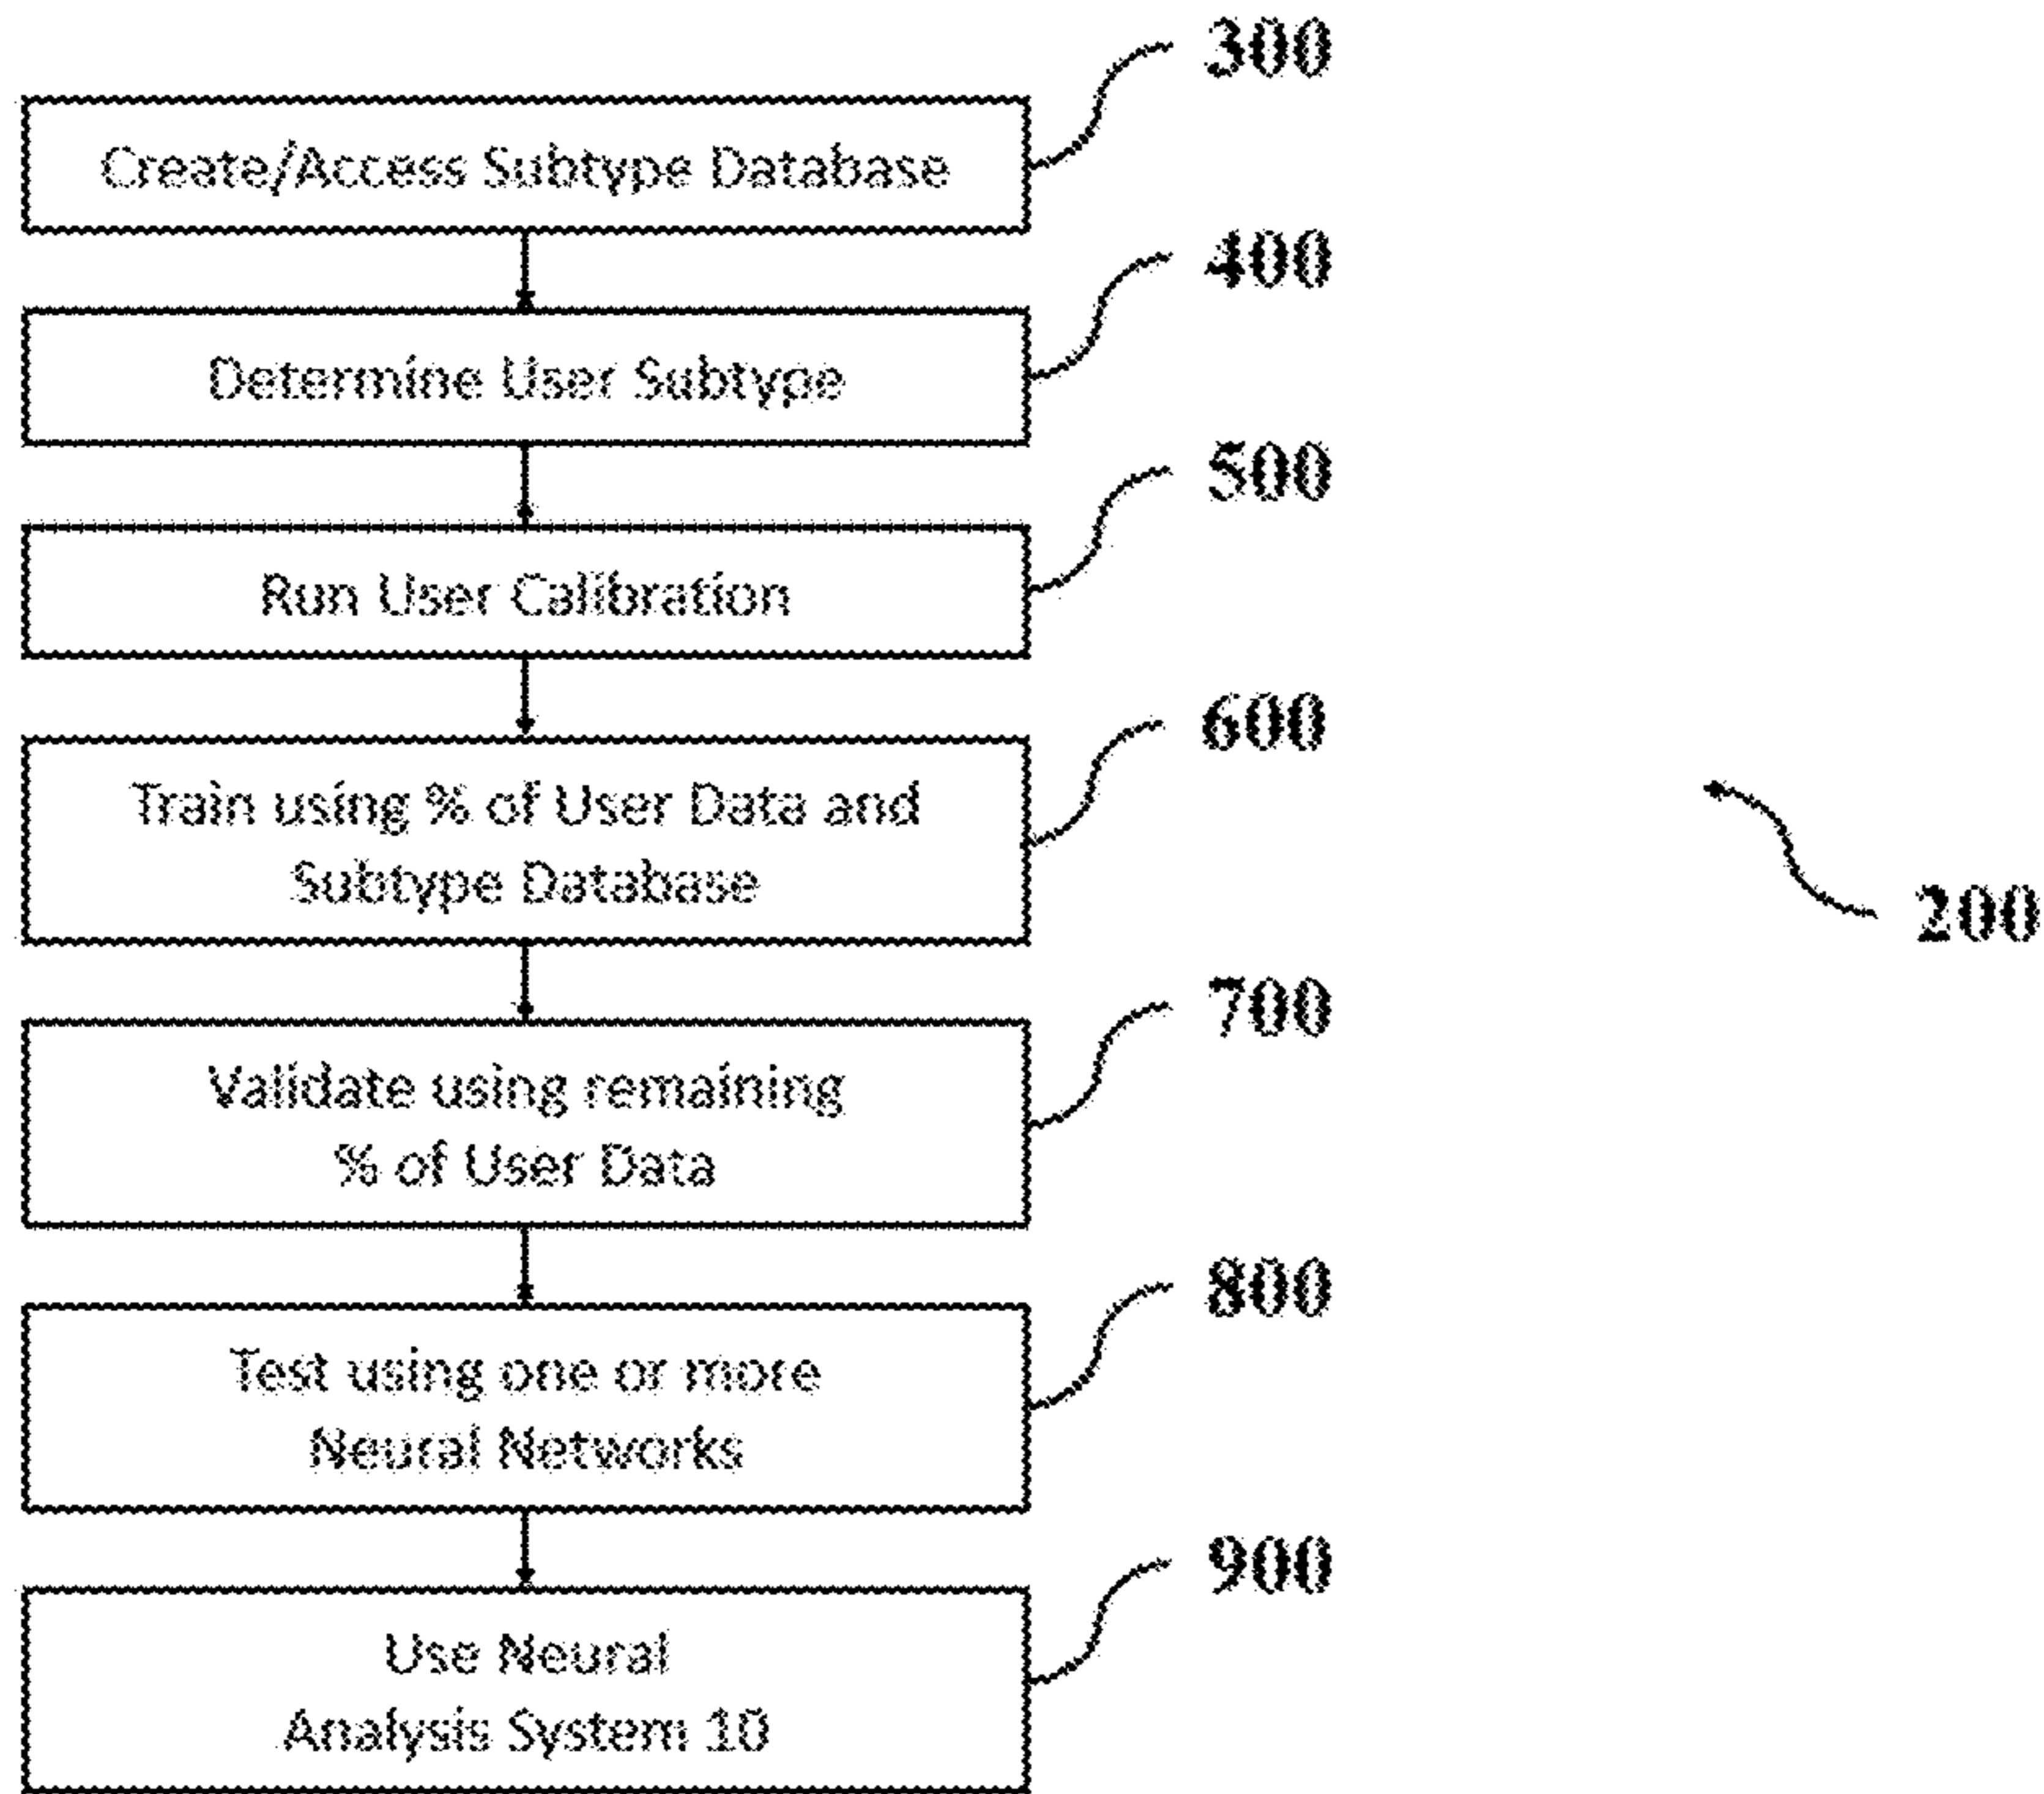 300
Create/Access Subtype Database
400
Determine User Subtype
500
Run User Calibration
600
Train using % of User Data and
Subtype Database
200
700
Validate using remaining
% of User Data
800
Test using one or more
Neural Networks
900
Use Neural
Analysis System 10